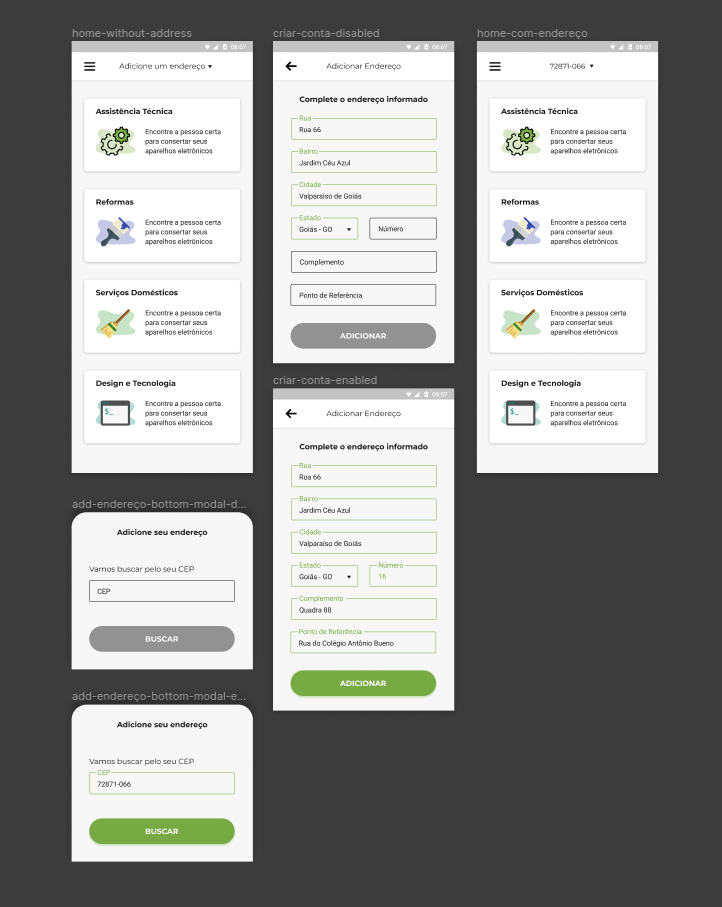 home-without-address
08:07
Adicione um endereço
Assistência Técnica
Encontre a pessoa certa
para consertar seus
aparelhos eletrônicos
Reformas
Encontre a pessoa certa
para consertar seus
aparelhos eletrônicos
Serviços Domésticos
Encontre a pessoa certa
para consertar seus
aparelhos eletrônicos
Design e Tecnologia
$_
Encontre a pessoa certa
para consertar seus
aparelhos eletrônicos
add-endereço-bottom-modal-d...
Adicione seu endereço
Vamos buscar pelo seu CEP
CEP
BUSCAR
add-endereço-bottom-modal-e...
Adicione seu endereço
Vamos buscar pelo seu CEP
CEP
72871-066
BUSCAR
criar-conta-disabled
08:07
Adicionar Endereço
Complete o endereço informado
Rua
Rua 66
Bairro
Jardim Céu Azul
Cidade
Valparaíso de Goiás
Estado
Goiás - GO
Número
Complemento
Ponto de Referência
ADICIONAR
criar-conta-enabled
08:07
Adicionar Endereço
Complete o endereço informado
Rua
Rua 66
Bairro
Jardim Céu Azul
Cidade
Valparaíso de Goiás
Estado
Goiás - GO
Número
16
Complemento
Quadra 88
Ponto de Referência
Rua do Colégio Antônio Bueno
ADICIONAR
home-com-endereço
08:07
72871-066
Assistência Técnica
Encontre a pessoa certa
para consertar seus
aparelhos eletrônicos
Reformas
Encontre a pessoa certa
para consertar seus
aparelhos eletrônicos
Serviços Domésticos
Encontre a pessoa certa
para consertar seus
aparelhos eletrônicos
Design e Tecnologia
$_
Encontre a pessoa certa
para consertar seus
aparelhos eletrônicos